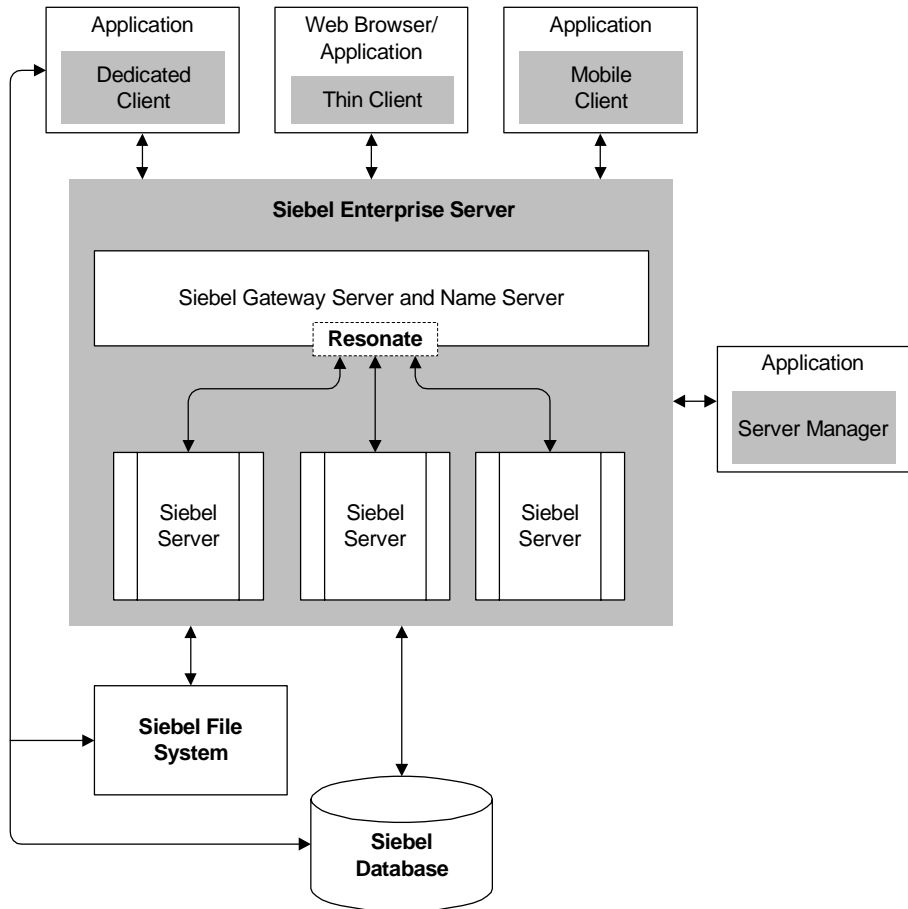 Application
Dedicated
Client
Web Browser/
Application
Thin Client
Application
Mobile
Client
Siebel Enterprise Server
Siebel Gateway Server and Name Server
Resonate
Application
Server Manager
Siebel
Server
Siebel
Server
Siebel
Server
Siebel File
System
Siebel
Database